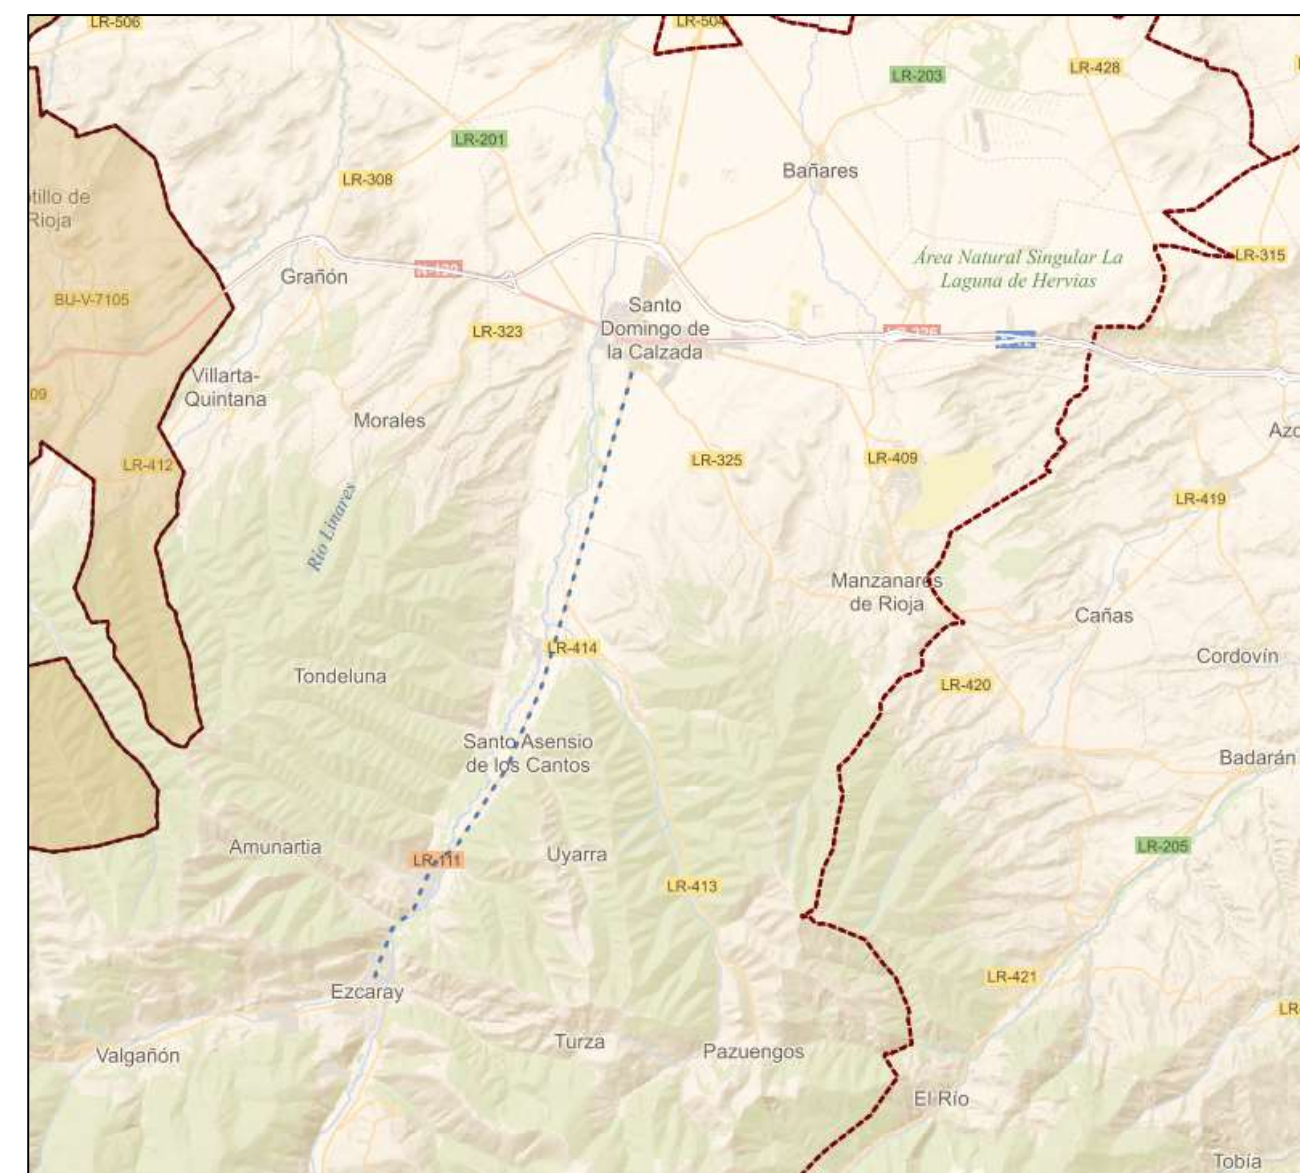 LR-506
LR-504
LR-203
LR-428
LR-201
LR-308
Bañares
Rioja
Grañón
Área Natural Singular La
Laguna de Hervías
LR-315
BU-V-7105
LR-323
Santo
Domingo de
la Calzada
Villarta-
Quintana
09
Morales
LR-412
LR-325
LR-409
LR-419
Río Linares
Manzanares
de Rioja
Cañas
LR-414
Cordovín
Tondeluna
LR-420
Santo Asensio
de los Cantos
Badarán
Amunartia
LR-111
Uyarra
LR-205
LR-413
LR-421
Ezcaray
Turza
Pazuengos
Valgañón
El Río
Tobía